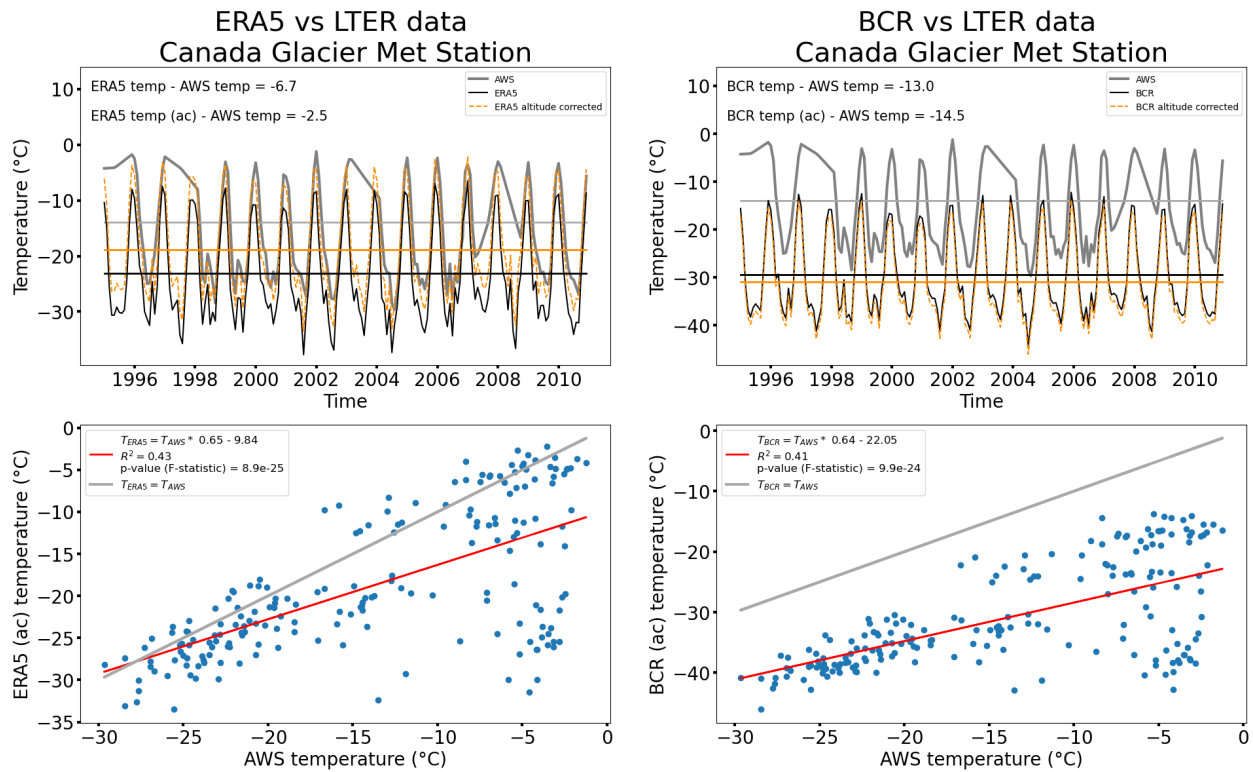 ERA5 vs LTER data
Canada Glacier Met Station
ERA5 temp - AWS temp = -6.7
ERA5 temp (ac) - AWS temp = -2.5
AWS
ERA5
ERA5 altitude corrected
10
0
−10
−20
−30
Temperature (°C)
1996 1998 2000 2002 2004 2006 2008 2010
Time
BCR vs LTER data
Canada Glacier Met Station
BCR temp - AWS temp = -13.0
BCR temp (ac) - AWS temp = -14.5
AWS
BCR
BCR altitude corrected
10
0
−10
−20
−30
−40
Temperature (°C)
1996 1998 2000 2002 2004 2006 2008 2010
Time
T_ERA5 = T_AWS * 0.65 - 9.84
R² = 0.43
p-value (F-statistic) = 8.9e-25
T_ERA5 = T_AWS
0
−5
−10
−15
−20
−25
−30
−35
ERA5 (ac) temperature (°C)
−30 −25 −20 −15 −10 −5 0
AWS temperature (°C)
T_BCR = T_AWS * 0.64 - 22.05
R² = 0.41
p-value (F-statistic) = 9.9e-24
T_BCR = T_AWS
0
−10
−20
−30
−40
BCR (ac) temperature (°C)
−30 −25 −20 −15 −10 −5 0
AWS temperature (°C)